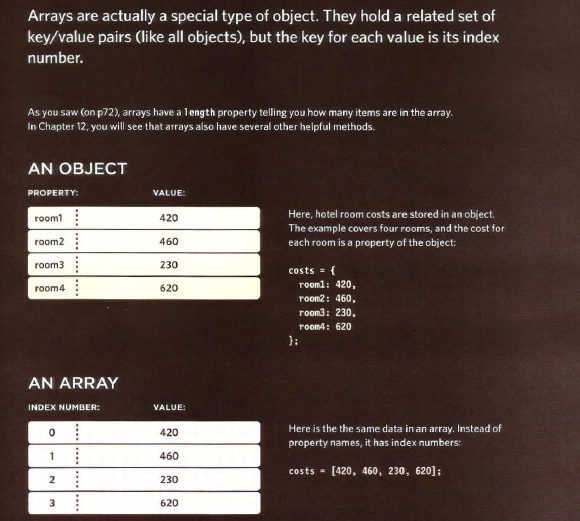 Arrays are actually a special type of object. They hold a related set of
key/value pairs (like all objects), but the key for each value is its index
number.
As you saw (on p72), arrays have a length property telling you how many items are in the array.
In Chapter 12, you will see that arrays also have several other helpful methods.
AN OBJECT
PROPERTY: VALUE:
room1 420
room2 460
room3 230
room4 620
Here, hotel room costs are stored in an object.
The example covers four rooms, and the cost for
each room is a property of the object:
costs = {
room1: 420,
room2: 460,
room3: 230,
room4: 620
};
AN ARRAY
INDEX NUMBER: VALUE:
0 420
1 460
2 230
3 620
Here is the the same data in an array. Instead of
property names, it has index numbers:
costs = [420, 460, 230, 620];